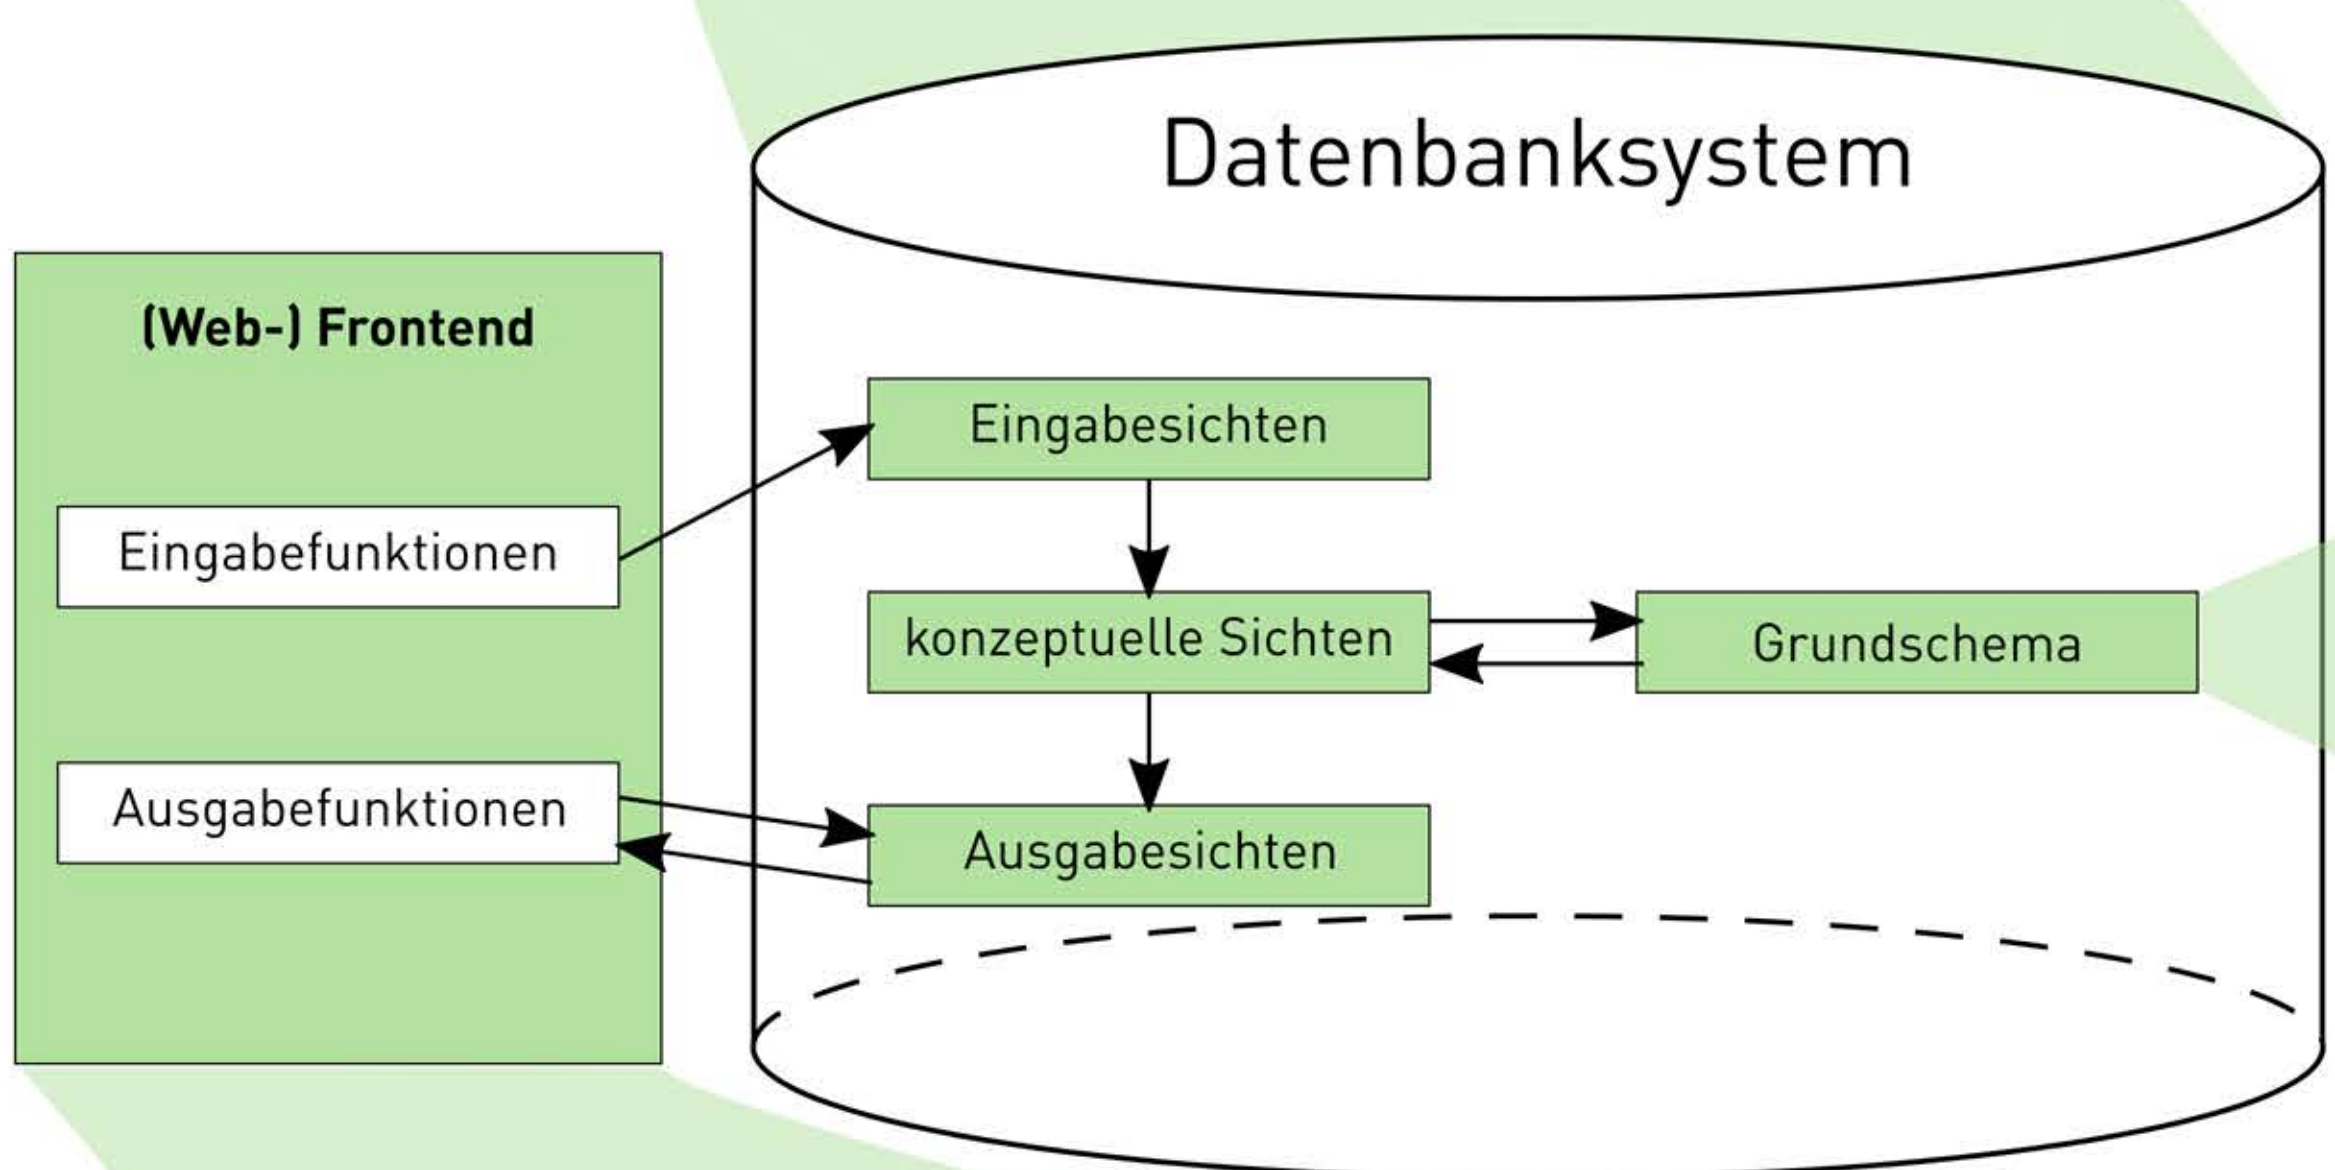 Datenbanksystem
(Web-) Frontend
Eingabesichten
Eingabefunktionen
konzeptuelle Sichten
Grundschema
Ausgabefunktionen
Ausgabesichten